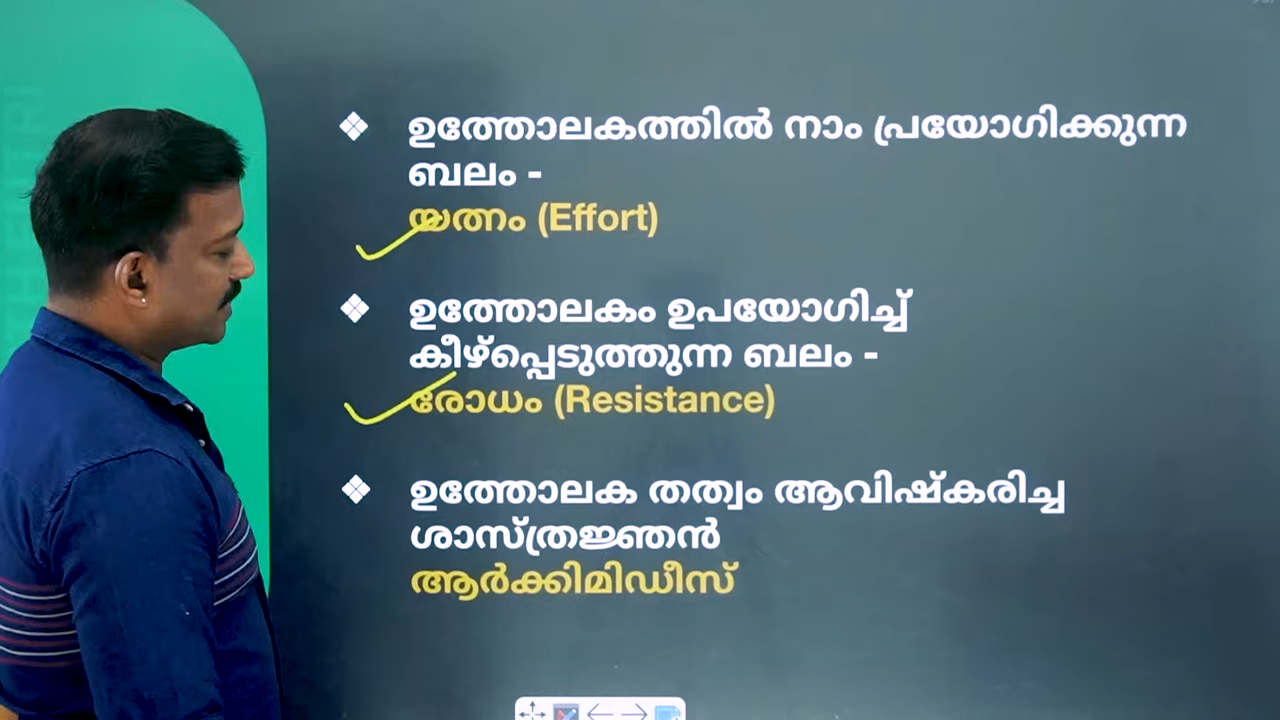 ❖ ഉത്തോലകത്തിൽ നാം പ്രയോഗിക്കുന്ന
ബലം -
യത്നം (Effort)
❖ ഉത്തോലകം ഉപയോഗിച്ച്
കീഴ്പ്പെടുത്തുന്ന ബലം -
രോധം (Resistance)
❖ ഉത്തോലക തത്വം ആവിഷ്കരിച്ച
ശാസ്ത്രജ്ഞൻ
ആർക്കിമിഡീസ്